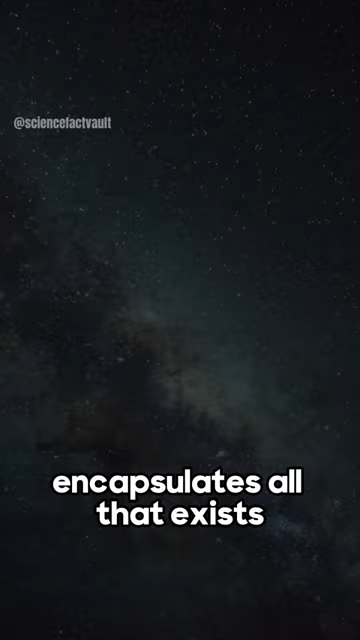 @sciencefactvault
encapsulates all
that exists